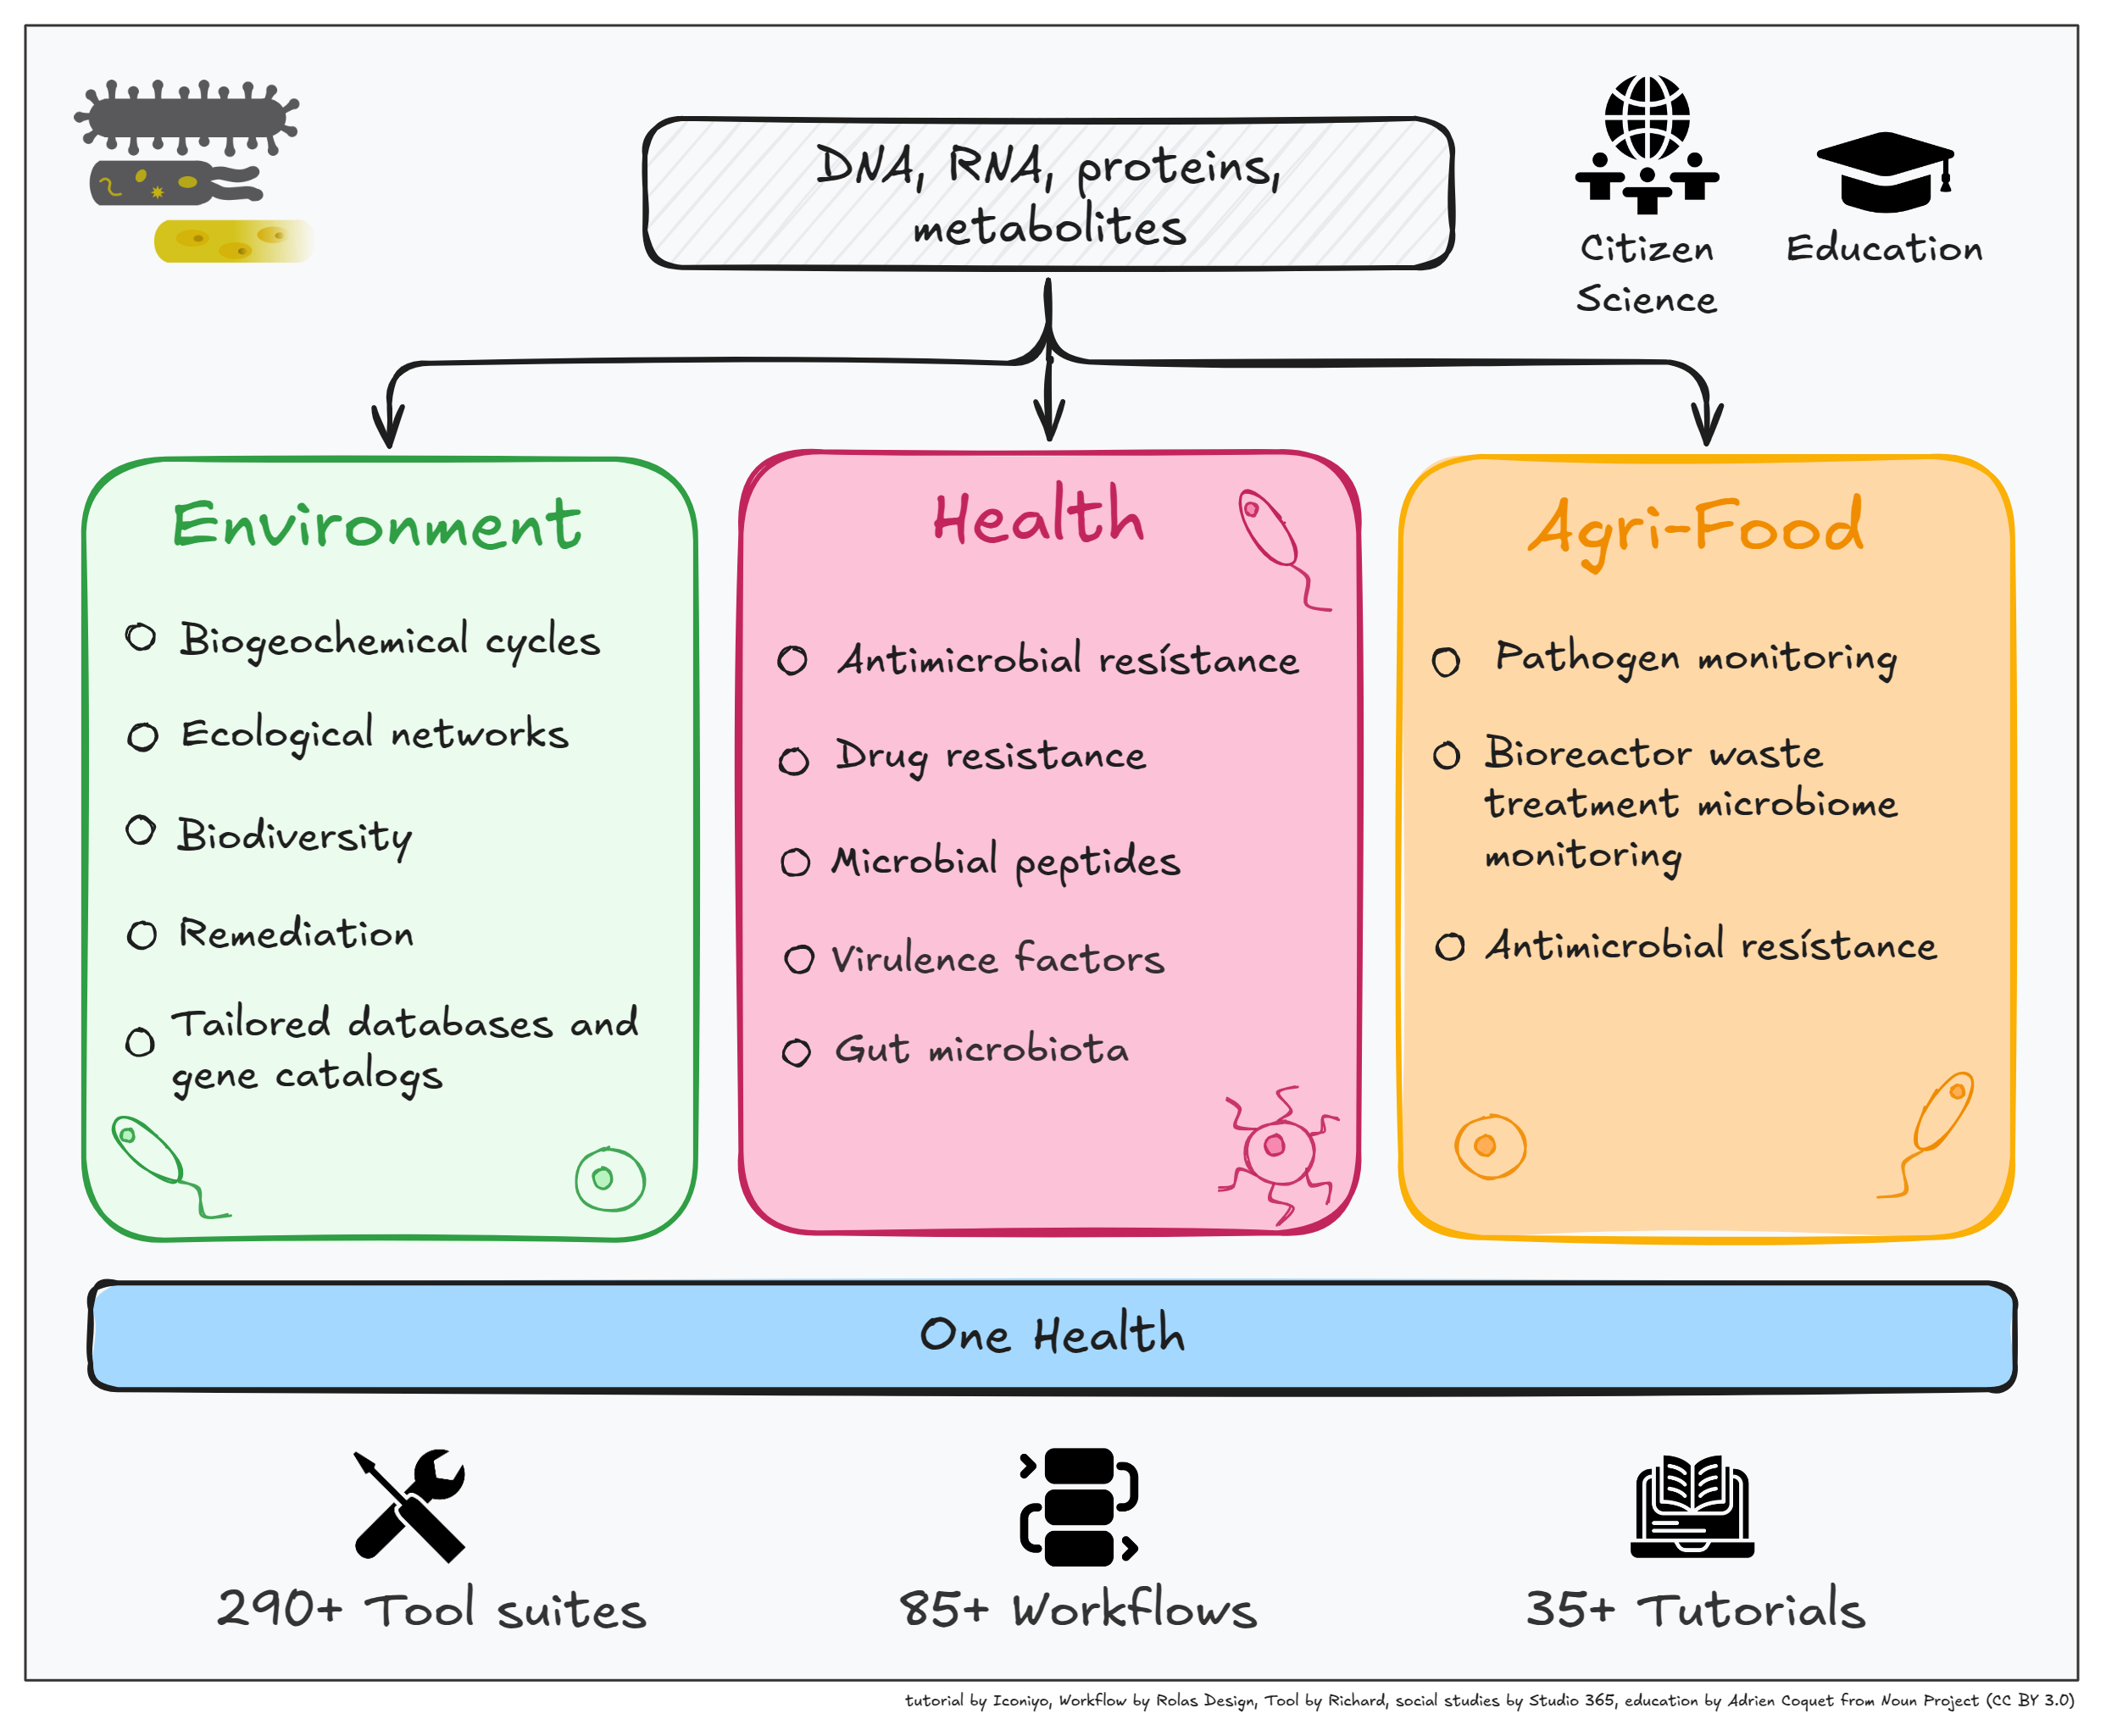 DNA, RNA, proteins,
metabolites
Citizen
Science
Education
Environment
Biogeochemical cycles
Ecological networks
Biodiversity
Remediation
Tailored databases and
gene catalogs
Health
Antimicrobial resístance
Drug resistance
Microbial peptides
Virulence factors
Gut microbiota
Agri-Food
Pathogen monitoring
Bioreactor waste
treatment microbiome
monitoring
Antimicrobial resístance
One Health
290+ Tool suites
85+ Workflows
35+ Tutorials
tutorial by Iconiyo, Workflow by Rolas Design, Tool by Richard, social studies by Studio 365, education by Adrien Coquet from Noun Project (CC BY 3.0)